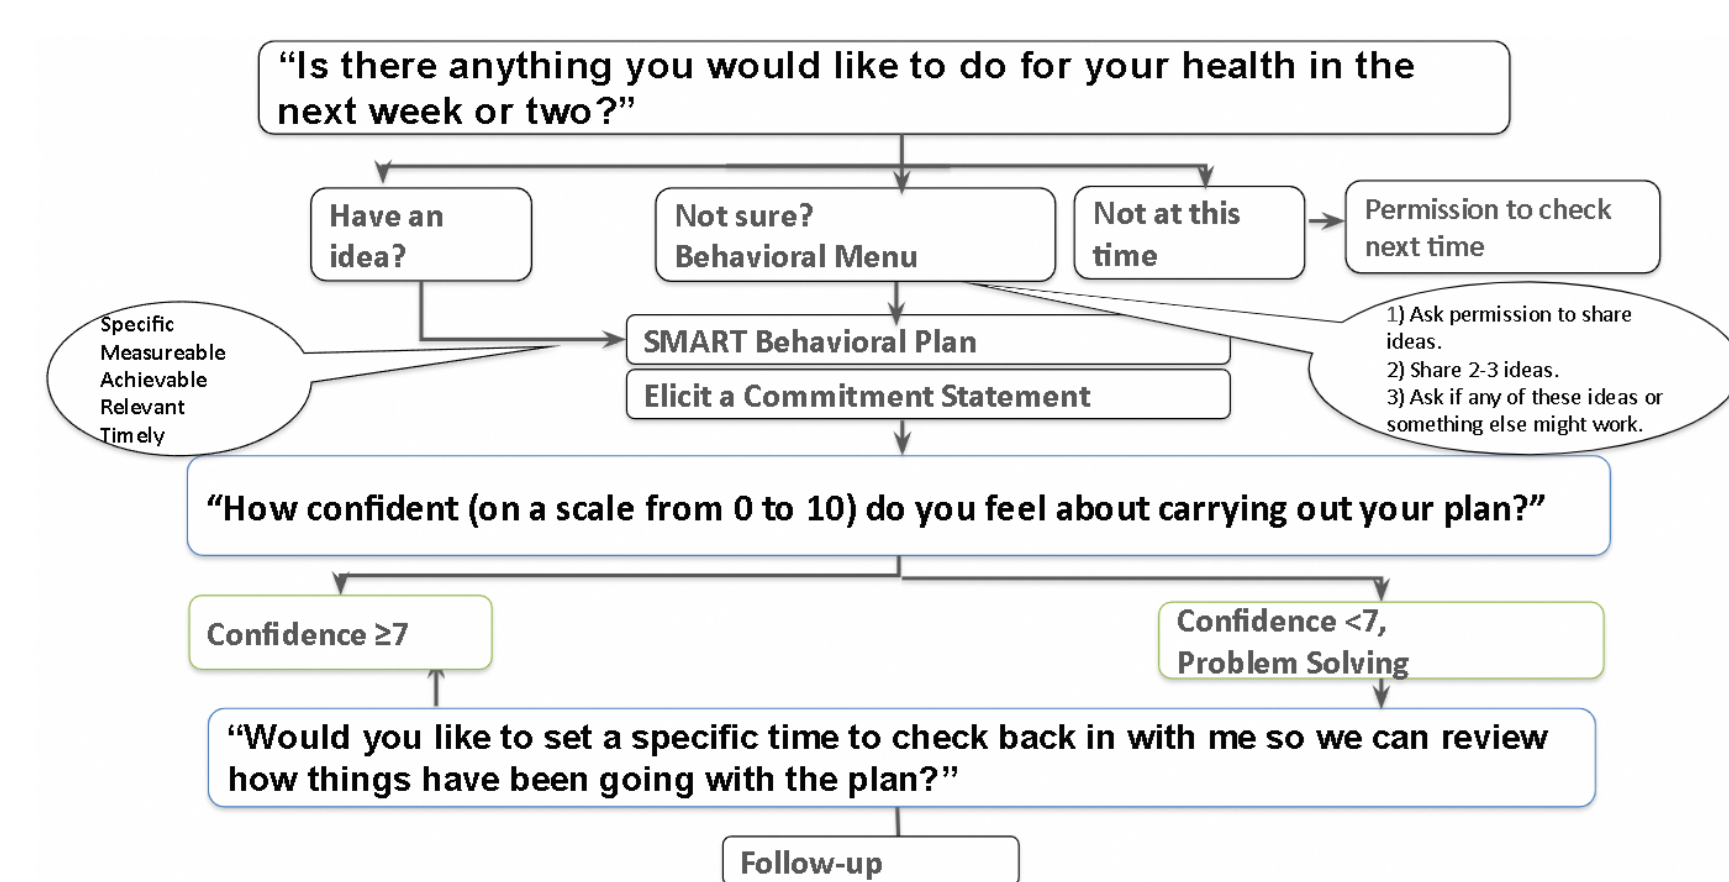 “Is there anything you would like to do for your health in the
next week or two?”
Have an
idea?
Not sure?
Behavioral Menu
Not at this
time
Permission to check
next time
Specific
Measureable
Achievable
Relevant
Timely
SMART Behavioral Plan
Elicit a Commitment Statement
1) Ask permission to share
ideas.
2) Share 2-3 ideas.
3) Ask if any of these ideas or
something else might work.
“How confident (on a scale from 0 to 10) do you feel about carrying out your plan?”
Confidence ≥7
Confidence <7,
Problem Solving
“Would you like to set a specific time to check back in with me so we can review
how things have been going with the plan?”
Follow-up